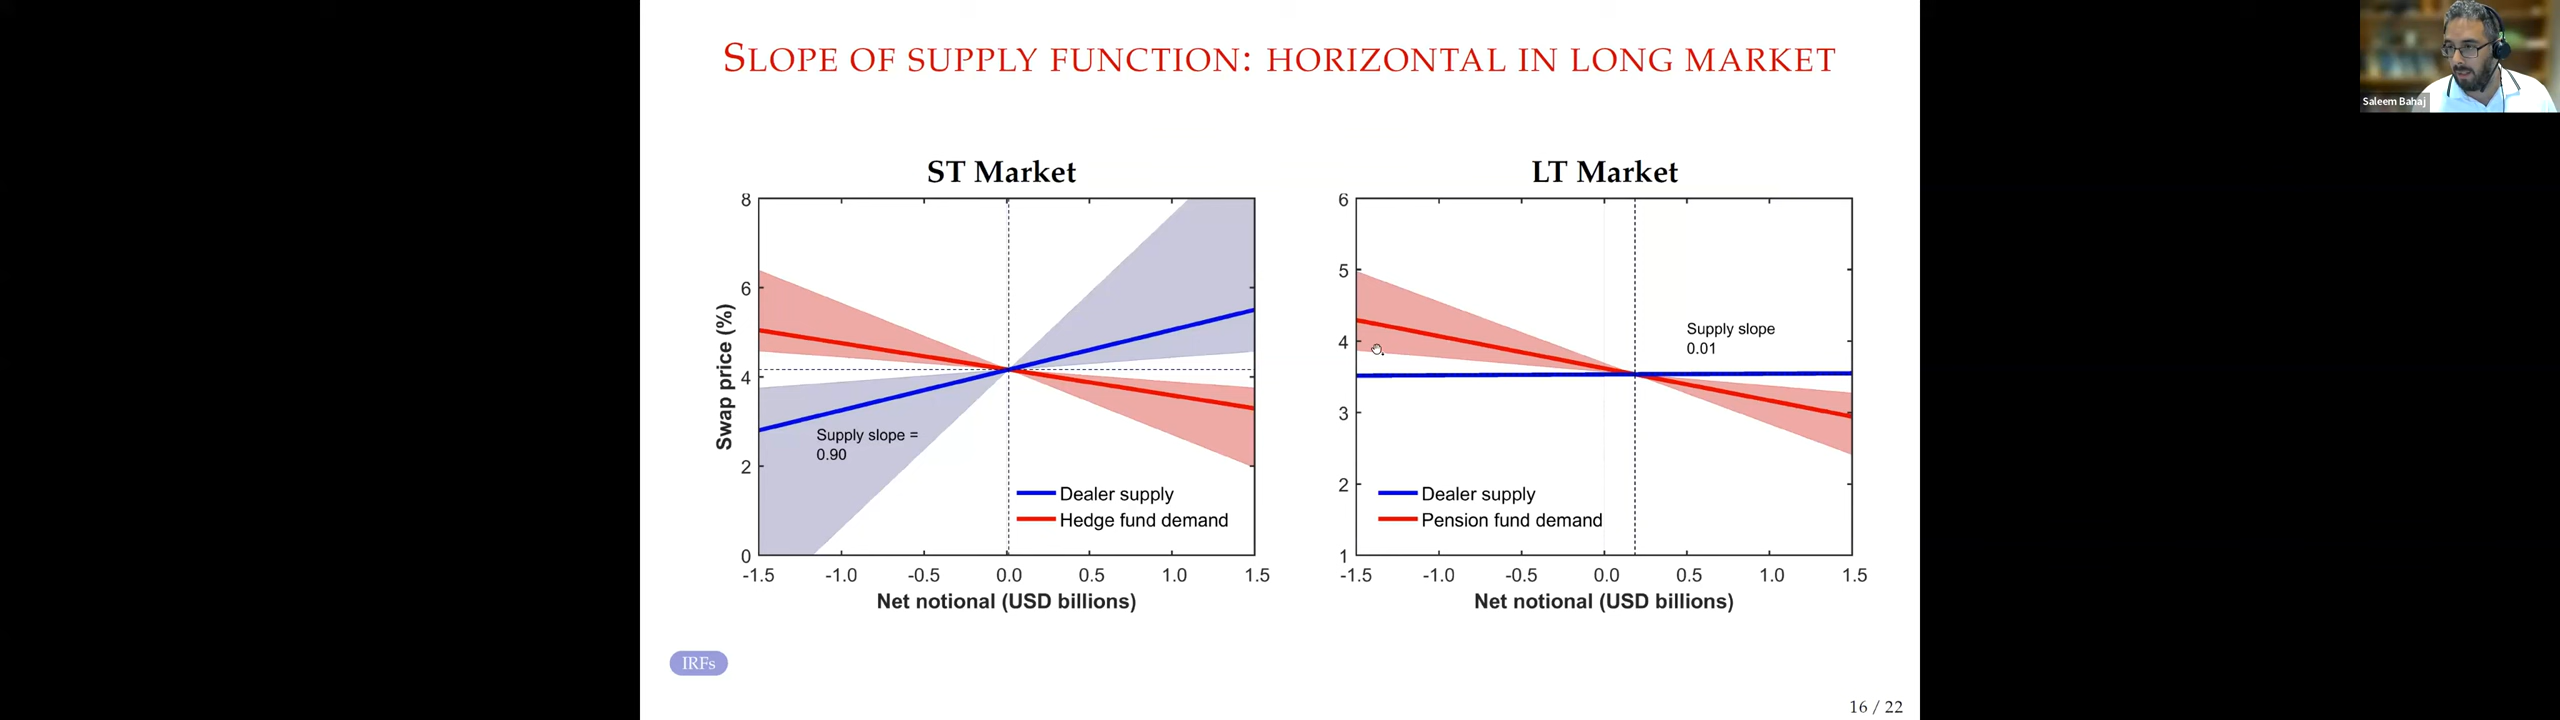 SLOPE OF SUPPLY FUNCTION: HORIZONTAL IN LONG MARKET
Saleem Bahaj
ST Market
8
6
4
2
0
Swap price (%)
-1.5 -1.0 -0.5 0.0 0.5 1.0 1.5
Net notional (USD billions)
Supply slope =
0.90
Dealer supply
Hedge fund demand
LT Market
6
5
4
3
2
1
-1.5 -1.0 -0.5 0.0 0.5 1.0 1.5
Net notional (USD billions)
Supply slope
0.01
Dealer supply
Pension fund demand
IRFs
16 / 22